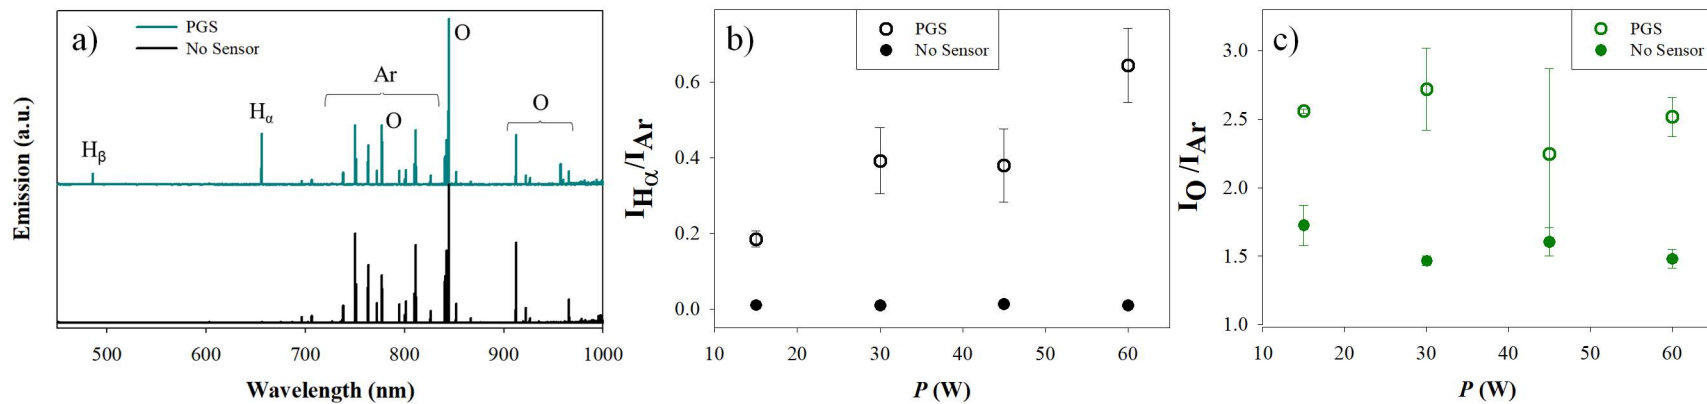 a)
PGS
No Sensor
O
Ar
O
O
Hα
Hβ
Emission (a.u.)
500 600 700 800 900 1000
Wavelength (nm)
b)
PGS
No Sensor
IHα/IAr
0.6
0.4
0.2
0.0
10 20 30 40 50 60
P (W)
c)
PGS
No Sensor
IO/IAr
3.0
2.5
2.0
1.5
1.0
10 20 30 40 50 60
P (W)